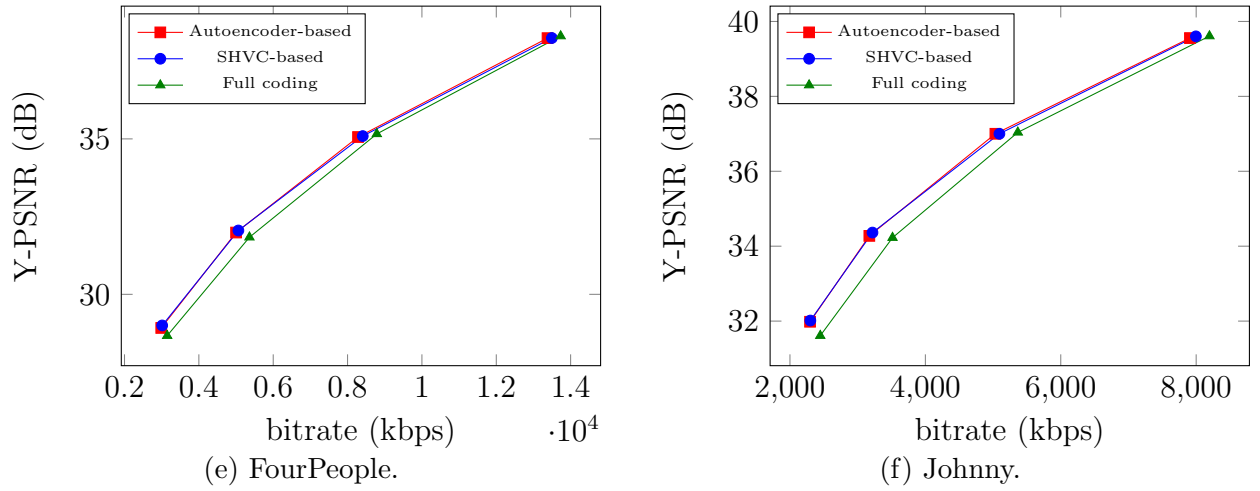 Autoencoder-based
SHVC-based
Full coding
35
30
Y-PSNR (dB)
0.2 0.4 0.6 0.8 1 1.2 1.4
bitrate (kbps) ·10^4
(e) FourPeople.
Autoencoder-based
SHVC-based
Full coding
40
38
36
34
32
Y-PSNR (dB)
2,000 4,000 6,000 8,000
bitrate (kbps)
(f) Johnny.